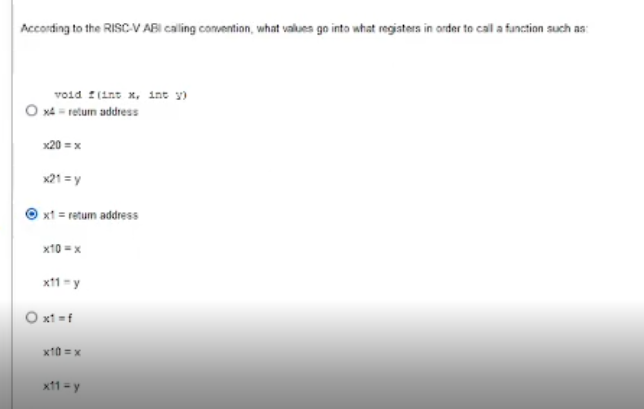 According to the RISC-V ABI calling convention, what values go into what registers in order to call a function such as:
void f(int x, int y)
x4 = return address
x20 = x
x21 = y
x1 = return address
x10 = x
x11 = y
x1 = f
x10 = x
x11 = y